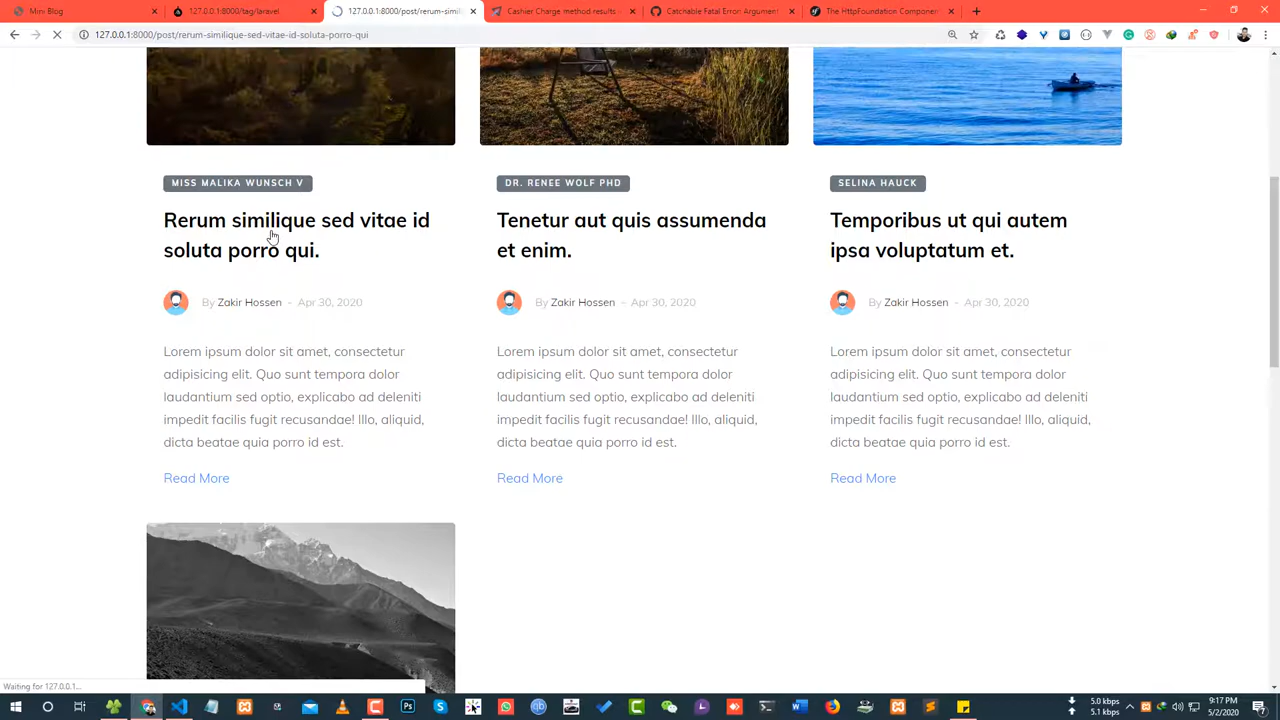 Mini Blog
127.0.0.1:8000/tag/laravel
127.0.0.1:8000/post/rerum-simili
Cashier Charge method results -
Catchable Fatal Error: Argument
The HttpFoundation Componen
127.0.0.1:8000/post/rerum-similique-sed-vitae-id-soluta-porro-qui
MISS MALIKA WUNSCH V
DR. RENEE WOLF PHD
SELINA HAUCK
Rerum similique sed vitae id
soluta porro qui.
Tenetur aut quis assumenda
et enim.
Temporibus ut qui autem
ipsa voluptatum et.
By Zakir Hossen - Apr 30, 2020
By Zakir Hossen - Apr 30, 2020
By Zakir Hossen - Apr 30, 2020
Lorem ipsum dolor sit amet, consectetur
adipisicing elit. Quo sunt tempora dolor
laudantium sed optio, explicabo ad deleniti
impedit facilis fugit recusandae! Illo, aliquid,
dicta beatae quia porro id est.
Lorem ipsum dolor sit amet, consectetur
adipisicing elit. Quo sunt tempora dolor
laudantium sed optio, explicabo ad deleniti
impedit facilis fugit recusandae! Illo, aliquid,
dicta beatae quia porro id est.
Lorem ipsum dolor sit amet, consectetur
adipisicing elit. Quo sunt tempora dolor
laudantium sed optio, explicabo ad deleniti
impedit facilis fugit recusandae! Illo, aliquid,
dicta beatae quia porro id est.
Read More
Read More
Read More
Waiting for 127.0.0.1...
5.0 kbps
5.1 kbps
9:17 PM
5/2/2020